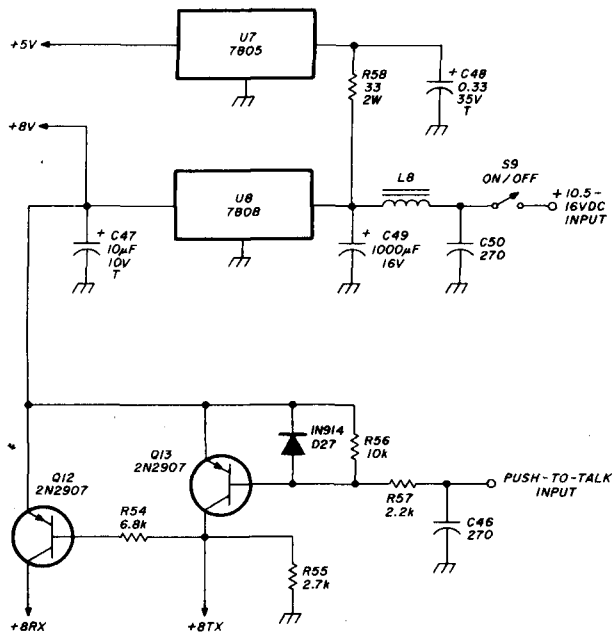 +5V
U7
7805
R58
33
2W
+ C48
0.33
35V
T
+8V
U8
7808
L8
S9
ON/OFF
+10.5-
16VDC
INPUT
+ C47
10µF
10V
T
+ C49
1000µF
16V
C50
270
*
Q12
2N2907
Q13
2N2907
1N914
D27
R56
10k
R54
6.8k
R57
2.2k
PUSH-TO-TALK
INPUT
C46
270
R55
2.7k
+8RX
+8TX